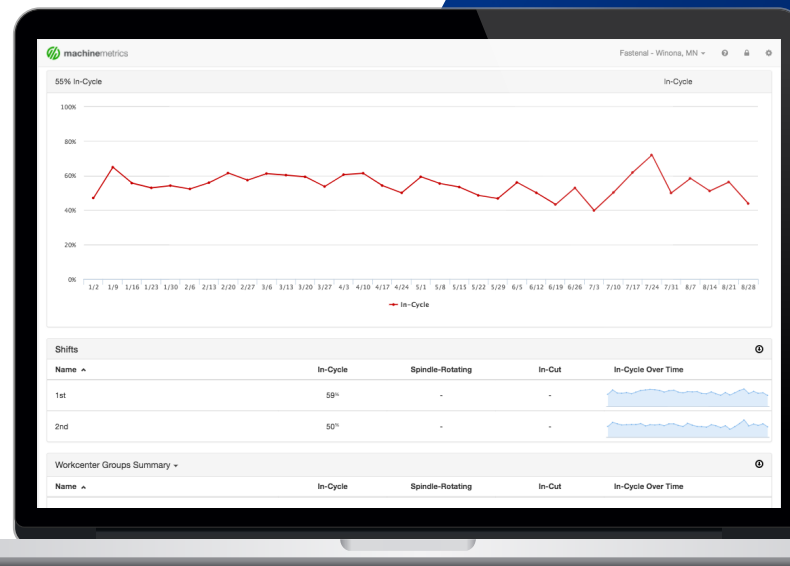 machinemetrics Fastenal - Winona, MN
55% In-Cycle In-Cycle
100%
80%
60%
40%
20%
0%
1/2 1/9 1/16 1/23 1/30 2/6 2/13 2/20 2/27 3/6 3/13 3/20 3/27 4/3 4/10 4/17 4/24 5/1 5/8 5/15 5/22 5/29 6/5 6/12 6/19 6/26 7/3 7/10 7/17 7/24 7/31 8/7 8/14 8/21 8/28
In-Cycle
Shifts
Name In-Cycle Spindle-Rotating In-Cut In-Cycle Over Time
1st 59% - -
2nd 50% - -
Workcenter Groups Summary
Name In-Cycle Spindle-Rotating In-Cut In-Cycle Over Time